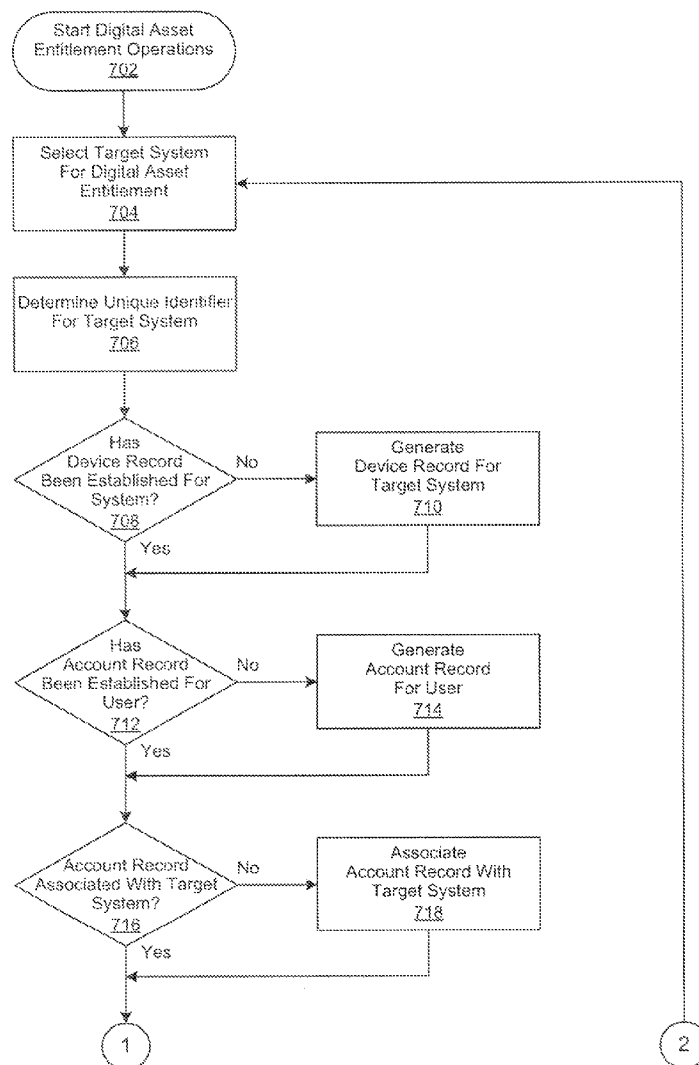 Start Digital Asset
Entitlement Operations
702
Select Target System
For Digital Asset
Entitlement
704
Determine Unique Identifier
For Target System
706
Has
Device Record
Been Established For
System?
708
No
Generate
Device Record For
Target System
710
Yes
Has
Account Record
Been Established For
User?
712
No
Generate
Account Record
For User
714
Yes
Account Record
Associated With Target
System?
716
No
Associate
Account Record With
Target System
718
Yes
1
2